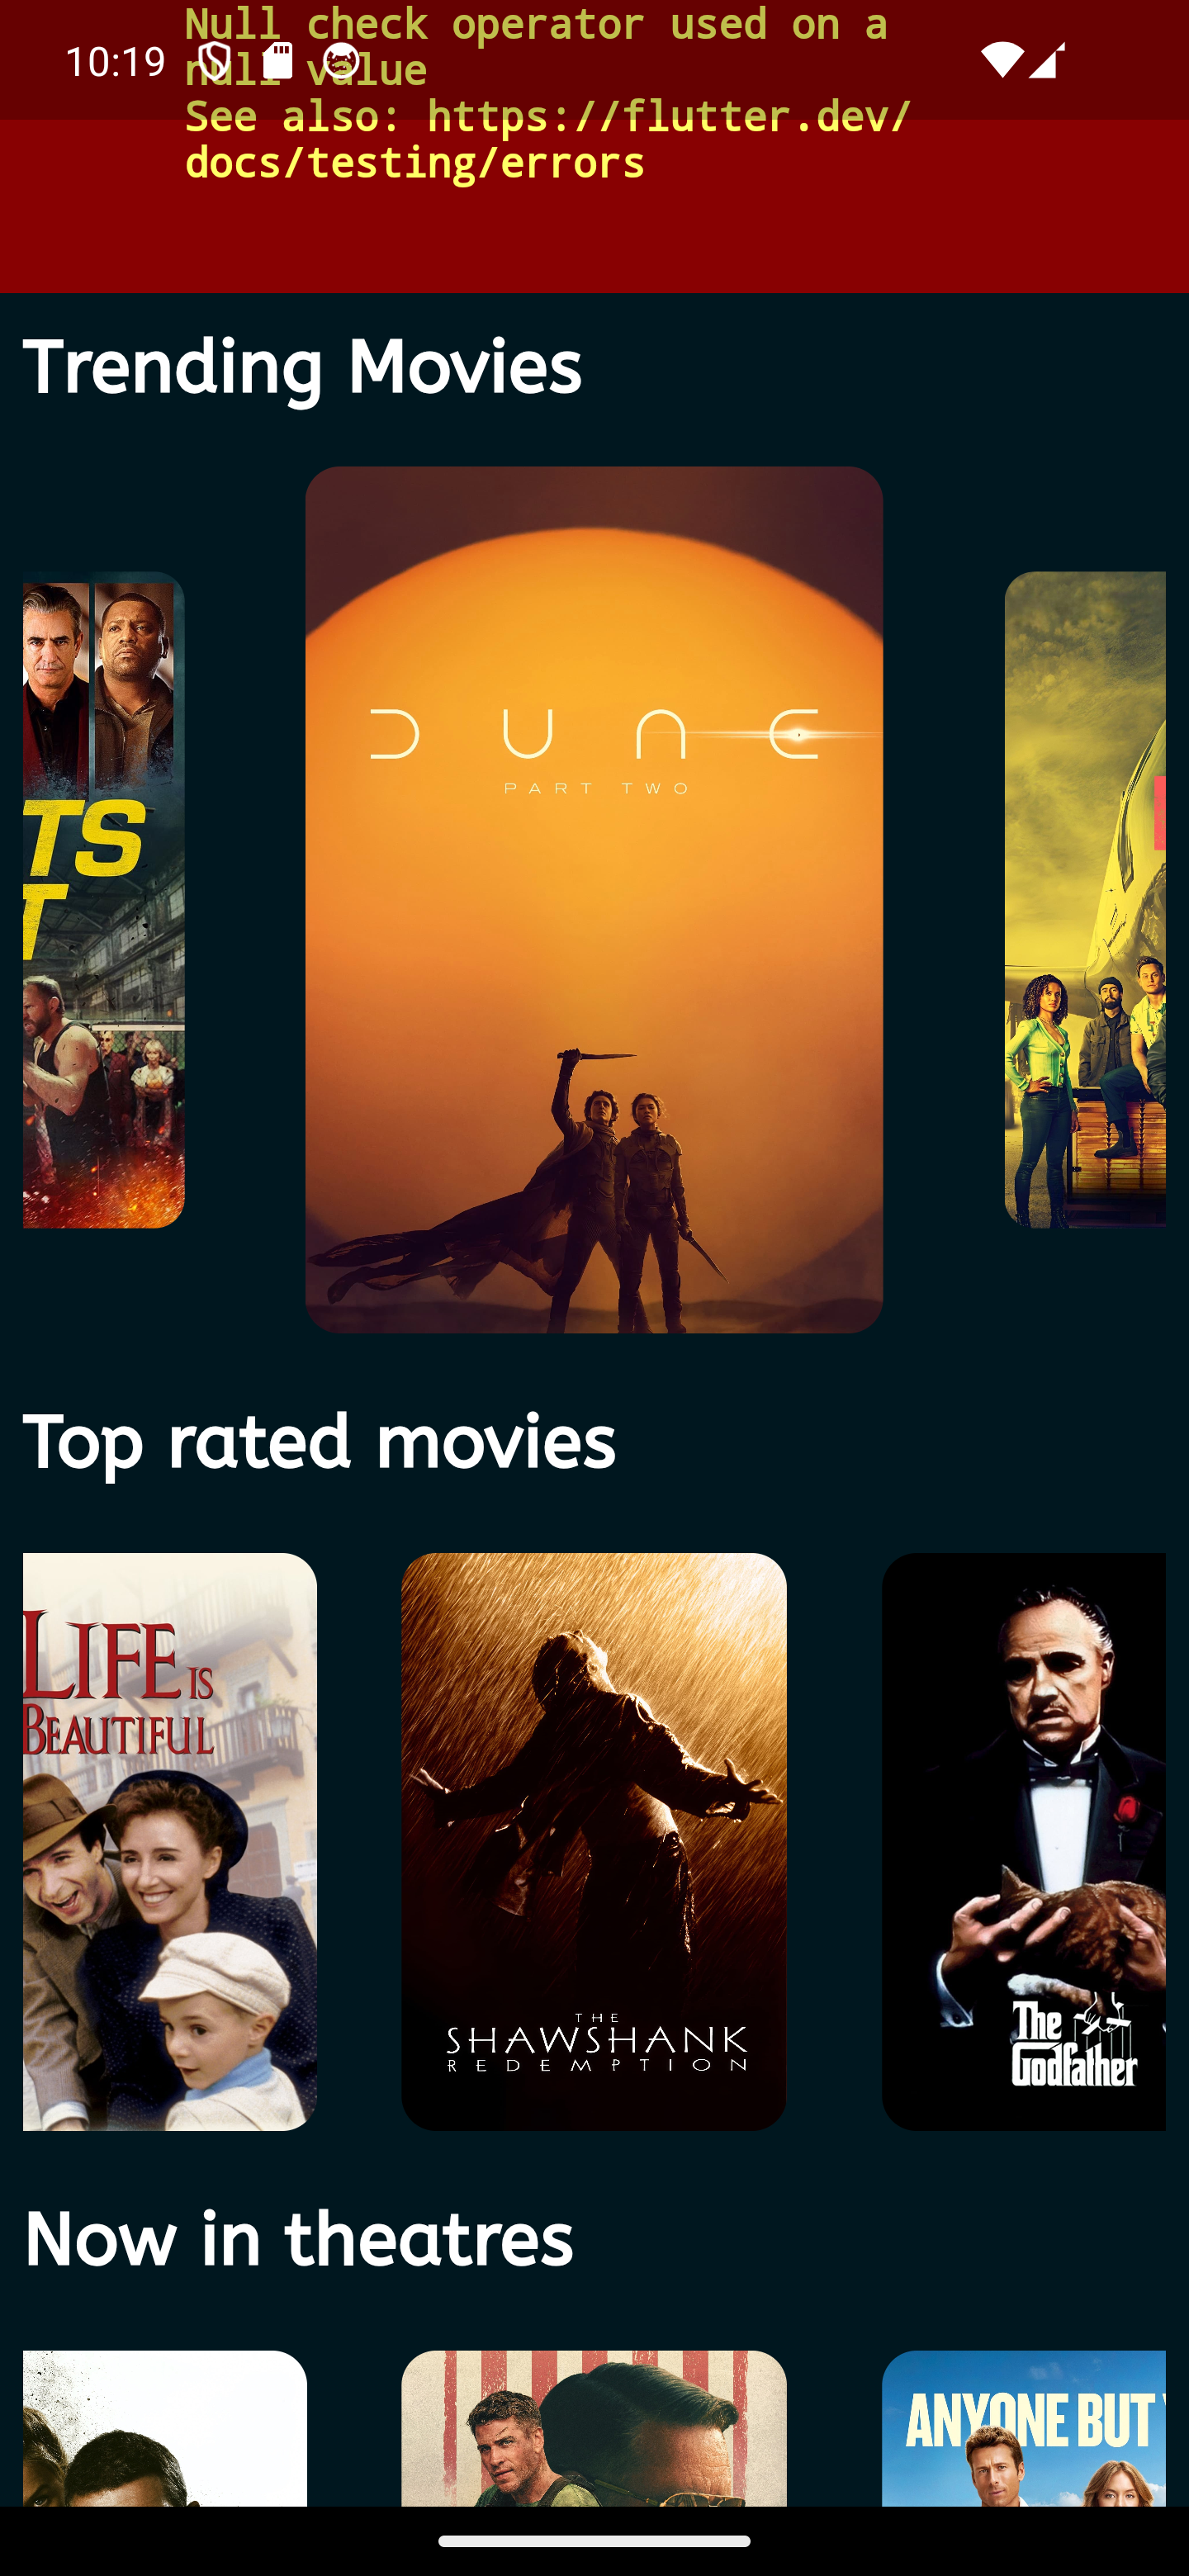 Null check operator used on a
null value
10:19
See also: https://flutter.dev/
docs/testing/errors
Trending Movies
TS
T
DUNE
PART TWO
Top rated movies
LIFE IS
BEAUTIFUL
THE
SHAWSHANK
REDEMPTION
The
Godfather
Now in theatres
ANYONE BUT